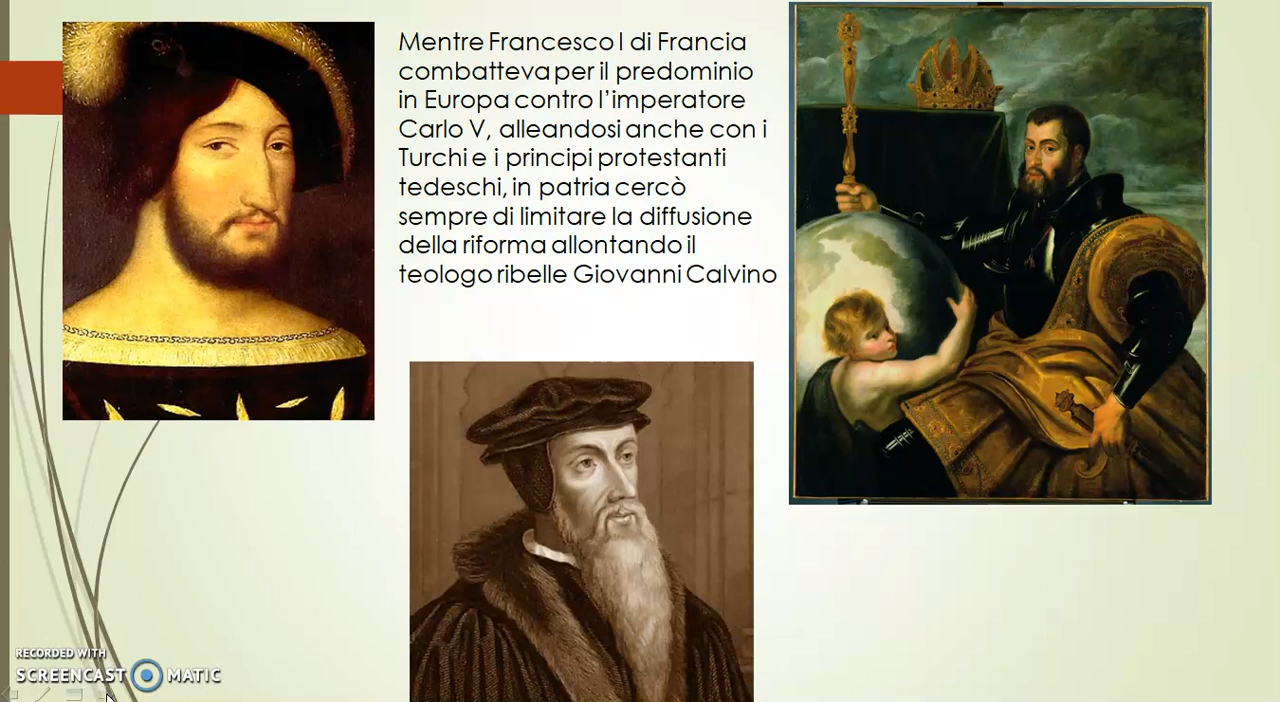 Mentre Francesco I di Francia
combatteva per il predominio
in Europa contro l'imperatore
Carlo V, alleandosi anche con i
Turchi e i principi protestanti
tedeschi, in patria cercò
sempre di limitare la diffusione
della riforma allontando il
teologo ribelle Giovanni Calvino
RECORDED WITH
SCREENCAST MATIC